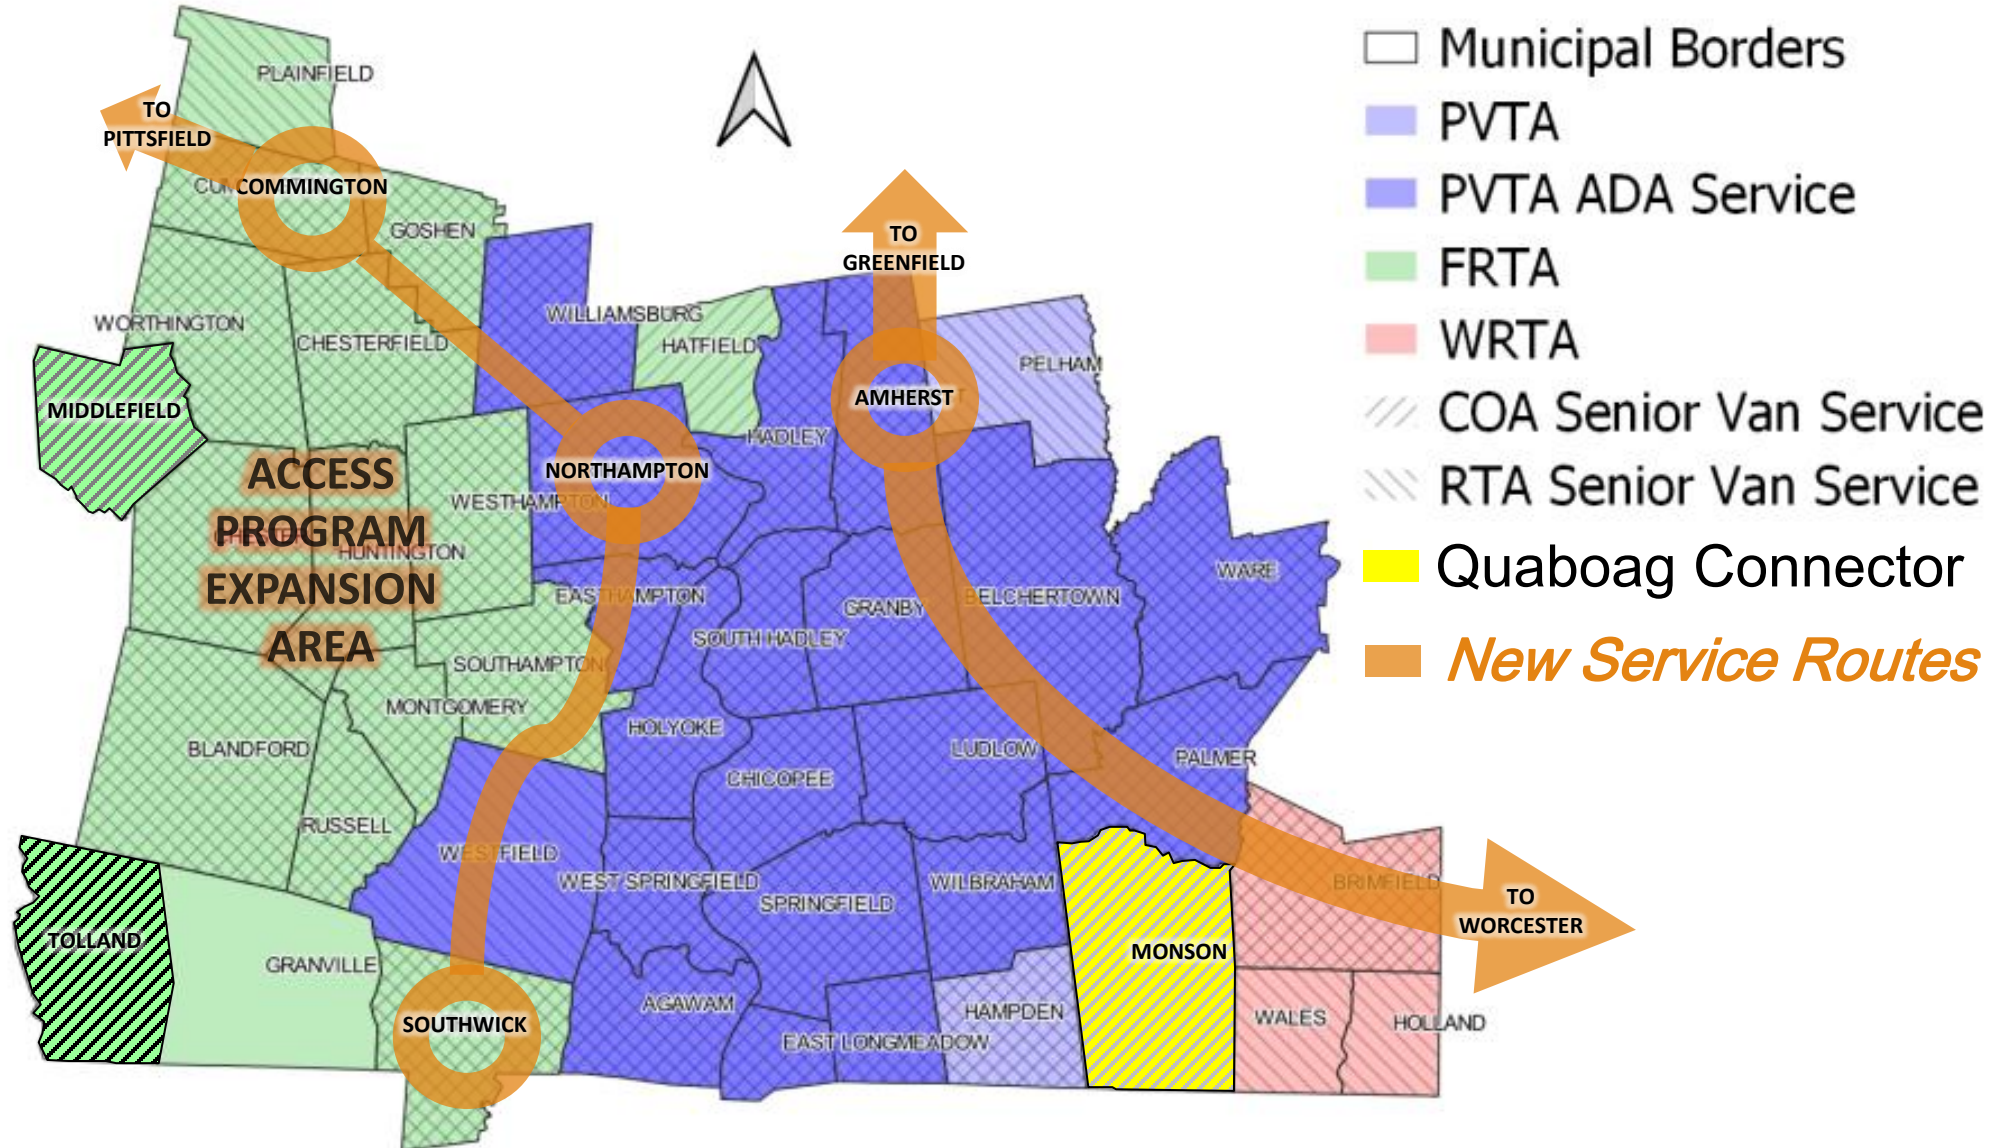 PLAINFIELD
TO
PITTSFIELD
COMMINGTON
GOSHEN
TO
GREENFIELD
WORTHINGTON
CHESTERFIELD
WILLIAMSBURG
HATFIELD
PELHAM
MIDDLEFIELD
AMHERST
HADLEY
NORTHAMPTON
WESTHAMPTON
ACCESS
PROGRAM
EXPANSION
AREA
CHESTER
HUNTINGTON
EASTHAMPTON
GRANBY
BELCHERTOWN
WARE
SOUTH HADLEY
SOUTHAMPTON
MONTGOMERY
HOLYOKE
BLANDFORD
LUDLOW
PALMER
CHICOPEE
RUSSELL
WESTFIELD
WEST SPRINGFIELD
SPRINGFIELD
WILBRAHAM
BRIMFIELD
TO
WORCESTER
TOLLAND
GRANVILLE
MONSON
AGAWAM
HAMPDEN
WALES
HOLLAND
SOUTHWICK
EAST LONGMEADOW
Municipal Borders
PVTA
PVTA ADA Service
FRTA
WRTA
COA Senior Van Service
RTA Senior Van Service
Quaboag Connector
New Service Routes